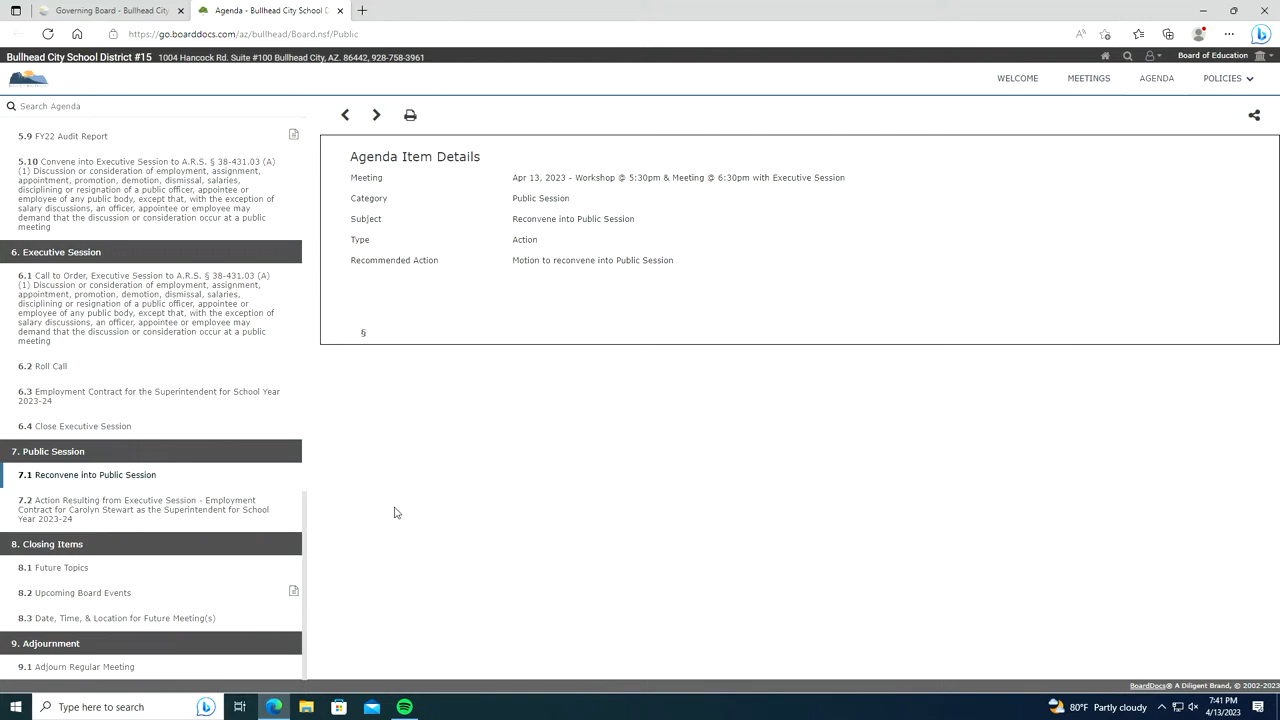 Governing Board - Bullhead City
Agenda - Bullhead City School D
https://go.boarddocs.com/az/bullhead/Board.nsf/Public
Bullhead City School District #15 1004 Hancock Rd. Suite #100 Bullhead City, AZ. 86442, 928-758-3961
Board of Education
WELCOME MEETINGS AGENDA POLICIES
Search Agenda
5.9 FY22 Audit Report
5.10 Convene into Executive Session to A.R.S. § 38-431.03 (A)
(1) Discussion or consideration of employment, assignment,
appointment, promotion, demotion, dismissal, salaries,
disciplining or resignation of a public officer, appointee or
employee of any public body, except that, with the exception of
salary discussions, an officer, appointee or employee may
demand that the discussion or consideration occur at a public
meeting
6. Executive Session
6.1 Call to Order, Executive Session to A.R.S. § 38-431.03 (A)
(1) Discussion or consideration of employment, assignment,
appointment, promotion, demotion, dismissal, salaries,
disciplining or resignation of a public officer, appointee or
employee of any public body, except that, with the exception of
salary discussions, an officer, appointee or employee may
demand that the discussion or consideration occur at a public
meeting
6.2 Roll Call
6.3 Employment Contract for the Superintendent for School Year
2023-24
6.4 Close Executive Session
7. Public Session
7.1 Reconvene into Public Session
7.2 Action Resulting from Executive Session - Employment
Contract for Carolyn Stewart as the Superintendent for School
Year 2023-24
8. Closing Items
8.1 Future Topics
8.2 Upcoming Board Events
8.3 Date, Time, & Location for Future Meeting(s)
9. Adjournment
9.1 Adjourn Regular Meeting
Agenda Item Details
Meeting Apr 13, 2023 - Workshop @ 5:30pm & Meeting @ 6:30pm with Executive Session
Category Public Session
Subject Reconvene into Public Session
Type Action
Recommended Action Motion to reconvene into Public Session
§
BoardDocs® A Diligent Brand, © 2002-2023
Type here to search
80°F Partly cloudy
7:41 PM
4/13/2023